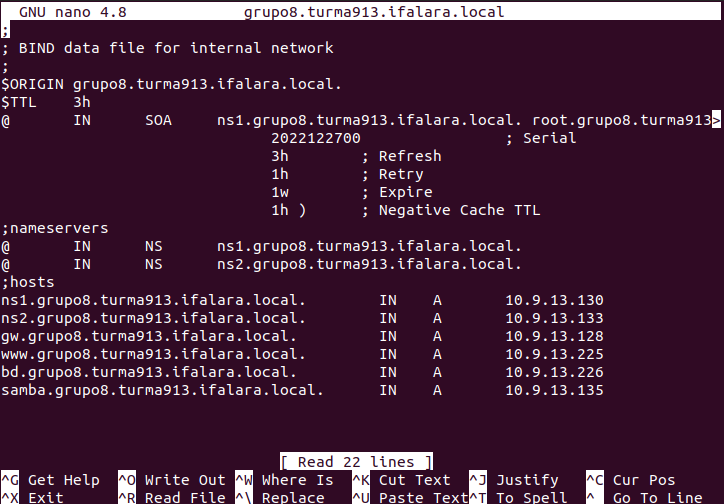 GNU nano 4.8 grupo8.turma913.ifalara.local
;
; BIND data file for internal network
;
$ORIGIN grupo8.turma913.ifalara.local.
$TTL 3h
@ IN SOA ns1.grupo8.turma913.ifalara.local. root.grupo8.turma913>
2022122700 ; Serial
3h ; Refresh
1h ; Retry
1w ; Expire
1h ) ; Negative Cache TTL
;nameservers
@ IN NS ns1.grupo8.turma913.ifalara.local.
@ IN NS ns2.grupo8.turma913.ifalara.local.
;hosts
ns1.grupo8.turma913.ifalara.local. IN A 10.9.13.130
ns2.grupo8.turma913.ifalara.local. IN A 10.9.13.133
gw.grupo8.turma913.ifalara.local. IN A 10.9.13.128
www.grupo8.turma913.ifalara.local. IN A 10.9.13.225
bd.grupo8.turma913.ifalara.local. IN A 10.9.13.226
samba.grupo8.turma913.ifalara.local. IN A 10.9.13.135
[ Read 22 lines ]
^G Get Help ^O Write Out ^W Where Is ^K Cut Text ^J Justify ^C Cur Pos
^X Exit ^R Read File ^\ Replace ^U Paste Text ^T To Spell ^_ Go To Line